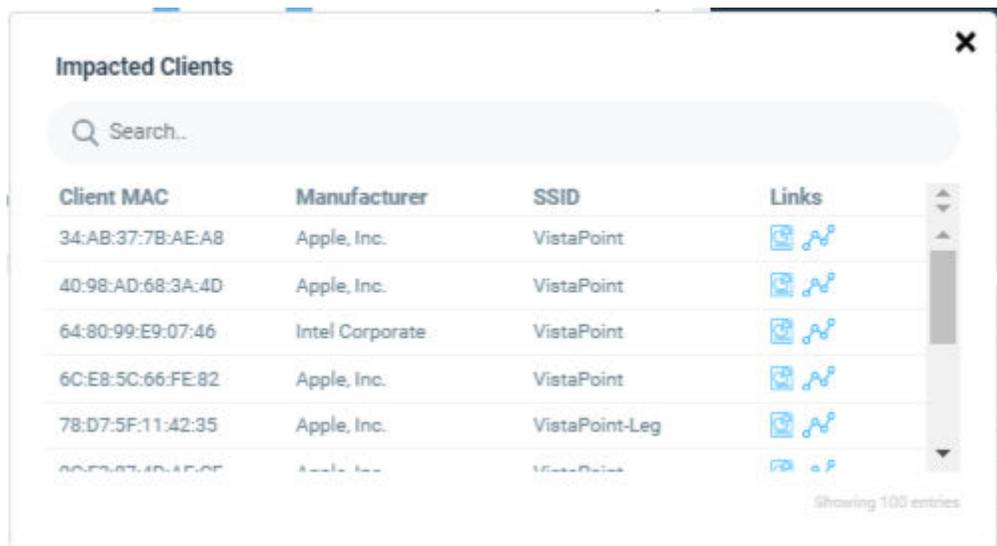 Impacted Clients
Search..
Client MAC Manufacturer SSID Links
34:AB:37:7B:AE:A8 Apple, Inc. VistaPoint
40:98:AD:68:3A:4D Apple, Inc. VistaPoint
64:80:99:E9:07:46 Intel Corporate VistaPoint
6C:E8:5C:66:FE:82 Apple, Inc. VistaPoint
78:D7:5F:11:42:35 Apple, Inc. VistaPoint-Leg
Apple, Inc. VistaPoint
Showing 100 entries